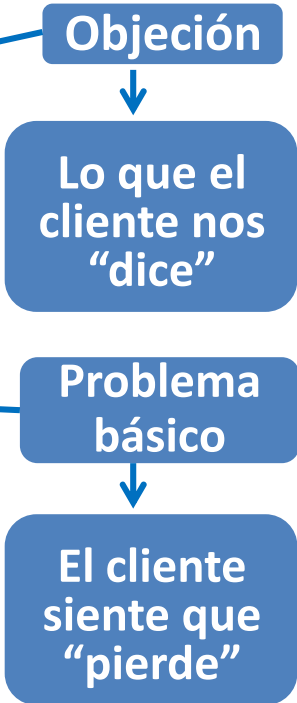 Objeción
Lo que el
cliente nos
“dice”
Problema
básico
El cliente
siente que
“pierde”